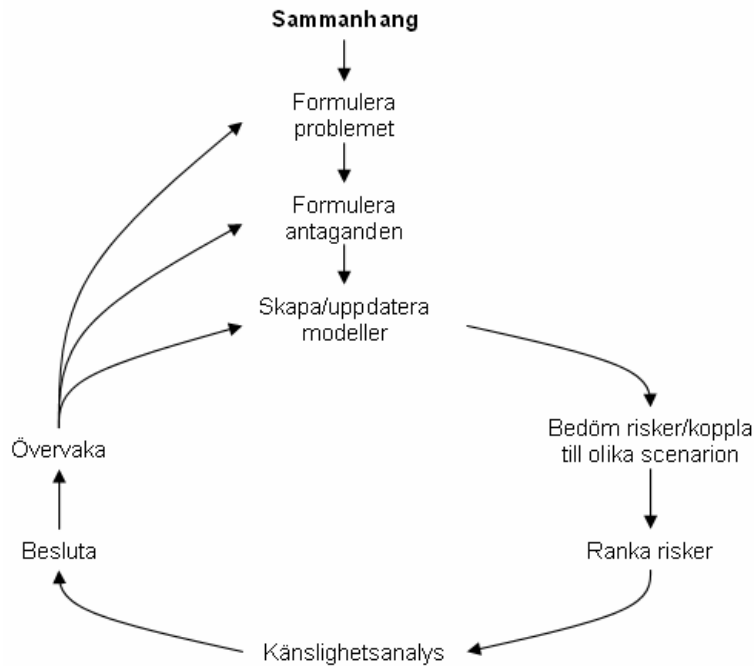 Sammanhang
Formulera
problemet
Formulera
antaganden
Skapa/uppdatera
modeller
Bedöm risker/koppla
till olika scenarion
Ranka risker
Känslighetsanalys
Besluta
Övervaka